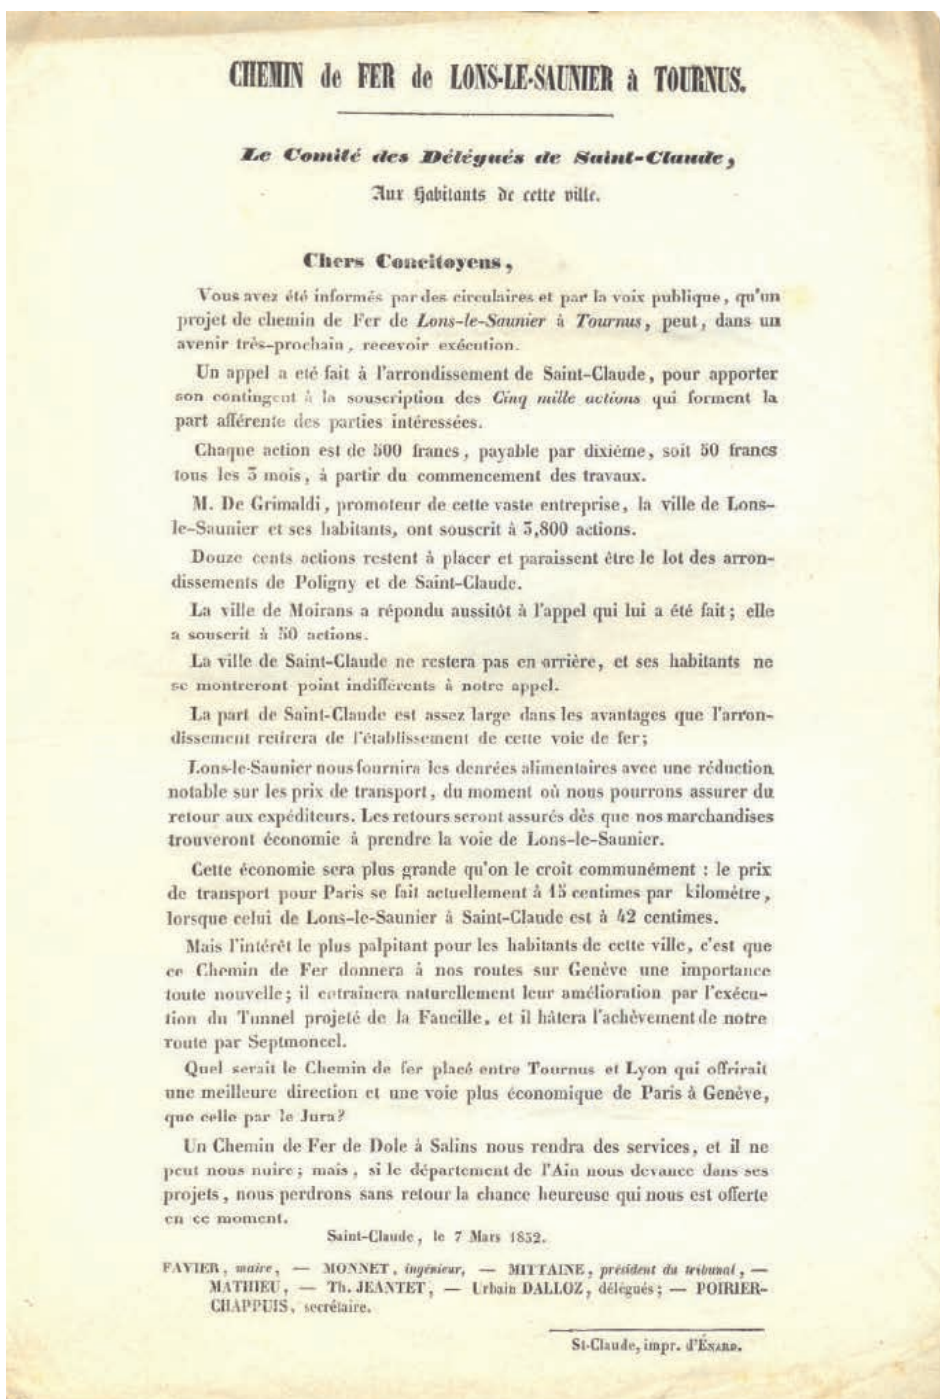 CHEMIN de FER de LONS-LE-SAUNIER à TOURNUS.
Le Comité des Délégués de Saint-Claude,
Aux Habitants de cette ville.
Chers Concitoyens,
Vous avez été informés par des circulaires et par la voix publique, qu'un
projet de chemin de Fer de Lons-le-Saunier à Tournus, peut, dans un
avenir très-prochain, recevoir exécution.
Un appel a eté fait à l'arrondissement de Saint-Claude, pour apporter
son contingent à la souscription des Cinq mille actions qui forment la
part afférente des parties intéressées.
Chaque action est de 500 francs, payable par dixième, soit 50 francs
tous les 3 mois, à partir du commencement des travaux.
M. De Grimaldi, promoteur de cette vaste entreprise, la ville de Lons-
le-Saunier et ses habitants, ont souscrit à 3,800 actions.
Douze cents actions restent à placer et paraissent être le lot des arron-
dissements de Poligny et de Saint-Claude.
La ville de Moirans a répondu aussitôt à l'appel qui lui a été fait; elle
a souscrit à 50 actions.
La ville de Saint-Claude ne restera pas en arrière, et ses habitants ne
se montreront point indifférents à notre appel.
La part de Saint-Claude est assez large dans les avantages que l'arron-
dissement retirera de l'établissement de cette voie de fer;
Lons-le-Saunier nous fournira les denrées alimentaires avec une réduction
notable sur les prix de transport, du moment où nous pourrons assurer du
retour aux expéditeurs. Les retours seront assurés dès que nos marchandises
trouveront économie à prendre la voie de Lons-le-Saunier.
Cette économie sera plus grande qu'on le croit communément : le prix
de transport pour Paris se fait actuellement à 15 centimes par kilomètre,
lorsque celui de Lons-le-Saunier à Saint-Claude est à 42 centimes.
Mais l'intérêt le plus palpitant pour les habitants de cette ville, c'est que
ce Chemin de Fer donnera à nos routes sur Genève une importance
toute nouvelle; il entrainera naturellement leur amélioration par l'exécu-
tion du Tunnel projeté de la Faucille, et il hâtera l'achèvement de notre
route par Septmoncel.
Quel serait le Chemin de fer placé entre Tournus et Lyon qui offrirait
une meilleure direction et une voie plus économique de Paris à Genève,
que celle par le Jura?
Un Chemin de Fer de Dole à Salins nous rendra des services, et il ne
peut nous nuire; mais, si le département de l'Ain nous devance dans ses
projets, nous perdrons sans retour la chance heureuse qui nous est offerte
en ce moment.
Saint-Claude, le 7 Mars 1852.
FAVIER, maire, — MONNET, ingénieur, — MITTAINE, président du tribunal, —
MATHIEU, — Th. JEANTET, — Urbain DALLOZ, délégués; — POIRIER-
CHAPPUIS, secrétaire.
St-Claude, impr. d'ÉNARD.